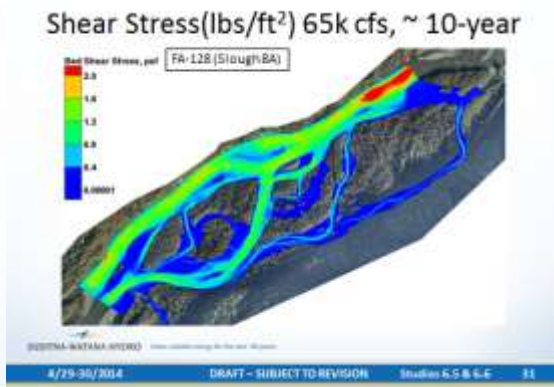 Shear Stress(lbs/ft²) 65k cfs, ~ 10-year
Bed Shear Stress, psf
FA-128 (Slough 8A)
2.0
1.6
1.2
0.8
0.4
0.00001
SUSITNA-WATANA HYDRO
4/29-30/2014 DRAFT – SUBJECT TO REVISION Studies 6.5 & 6.6 31